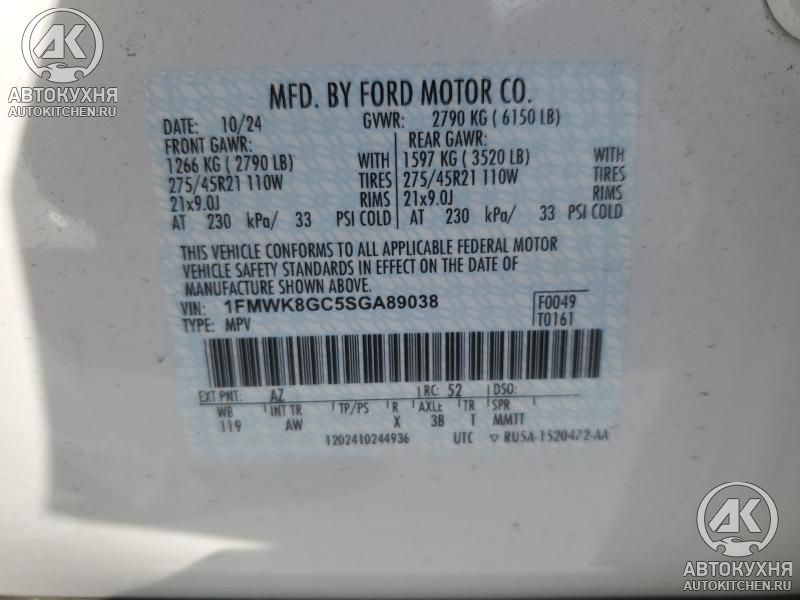 AK
АВТОКУХНЯ
AUTOKITCHEN.RU
MFD. BY FORD MOTOR CO.
DATE: 10/24 GVWR: 2790 KG ( 6150 LB)
FRONT GAWR: REAR GAWR:
1266 KG ( 2790 LB) WITH 1597 KG ( 3520 LB) WITH
275/45R21 110W TIRES 275/45R21 110W TIRES
21x9.0J RIMS 21x9.0J RIMS
AT 230 kPa/ 33 PSI COLD AT 230 kPa/ 33 PSI COLD
THIS VEHICLE CONFORMS TO ALL APPLICABLE FEDERAL MOTOR
VEHICLE SAFETY STANDARDS IN EFFECT ON THE DATE OF
MANUFACTURE SHOWN ABOVE.
VIN: 1FMWK8GC5SGA89038 F0049
TYPE: MPV T0161
EXT PNT: AZ RC: 52 DSO:
WB INT TR TP/PS R AXLE TR SPR
119 AW X 3B T MMTT
1202410244936 UTC ▽ RU5A-1520472-AA
AK
АВТОКУХНЯ
AUTOKITCHEN.RU